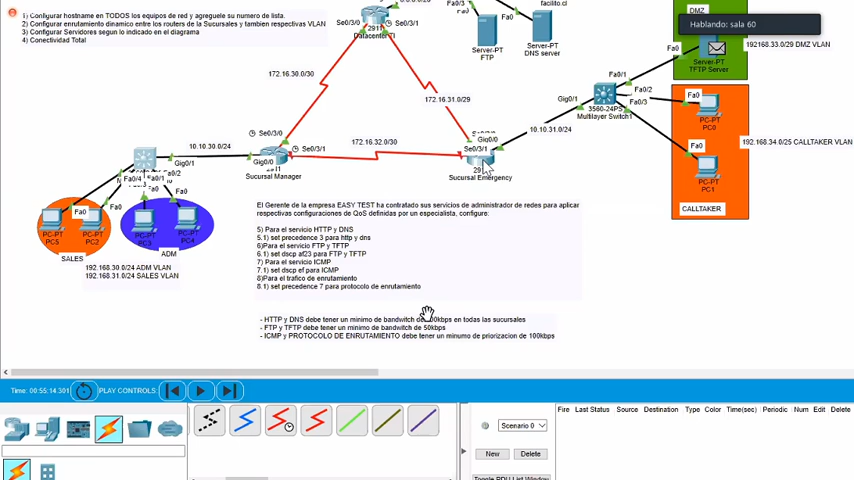 1) Configurar hostname en TODOS los equipos de red y agreguele su numero de lista.
2) Configurar enrutamiento dinamico entre los routers de la Sucursales y tambien respectivas VLAN
3) Configurar Servidores segun lo indicado en el diagrama
4) Conectividad Total
Se0/3/0
Se0/3/1
Datacenter TI
Fa0/3
Server-PT
FTP
facilito.cl
Server-PT
DNS server
DMZ
Hablando: sala 60
Fa0
Server-PT
TFTP Server
192168.33.0/29 DMZ VLAN
172.16.30.0/30
172.16.31.0/29
172.16.32.0/30
Gig0/1
Fa0/1
Fa0/2
Fa0/3
3560-24PS
Multilayer Switch1
Fa0
PC-PT
PC0
192.168.34.0/25 CALLTAKER VLAN
Fa0
PC-PT
PC1
CALLTAKER
10.10.31.0/24
Gig0/0
Se0/3/1
Sucursal Emergency
Se0/3/0
Se0/3/1
Gig0/0
Sucursal Manager
10.10.30.0/24
Gig0/1
Fa0/4
Fa0/1
Fa0
Fa0
PC-PT
PC5
PC-PT
PC2
PC-PT
PC3
PC-PT
PC4
SALES
ADM
192.168.30.0/24 ADM VLAN
192.168.31.0/24 SALES VLAN
El Gerente de la empresa EASY TEST ha contratado sus servicios de administrador de redes para aplicar
respectivas configuraciones de QoS definidas por un especialista, configure:
5) Para el servicio HTTP y DNS
5.1) set precedence 3 para http y dns
6)Para el servicio FTP y TFTP
6.1) set dscp af23 para FTP y TFTP
7) Para el servicio ICMP
7.1) set dscp ef para ICMP
8)Para el trafico de enrutamiento
8.1) set precedence 7 para protocolo de enrutamiento
- HTTP y DNS debe tener un minimo de bandwitch de 00kbps en todas las sucursales
- FTP y TFTP debe tener un minimo de bandwitch de 50kbps
- ICMP y PROTOCOLO DE ENRUTAMIENTO debe tener un minumo de priorizacion de 100kbps
Time: 00:55:14.301
PLAY CONTROLS:
Scenario 0
New
Delete
Toggle PDU List Window
Fire Last Status Source Destination Type Color Time(sec) Periodic Num Edit Delete